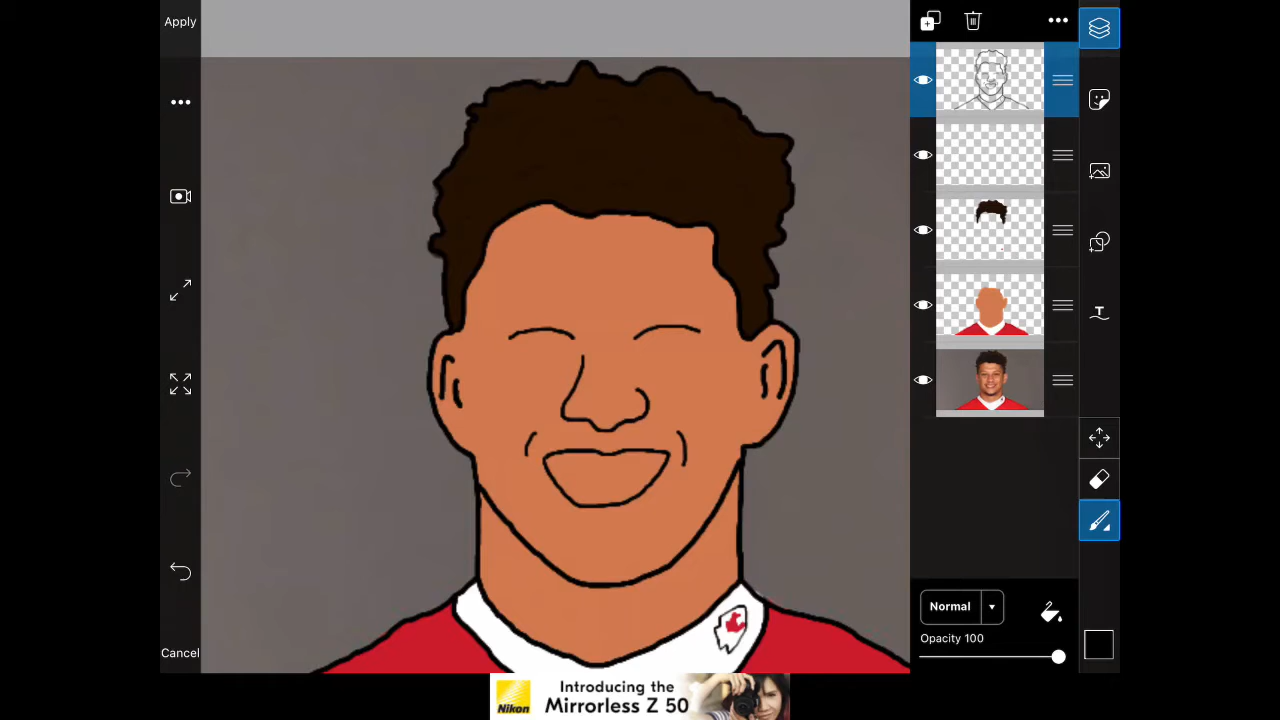 Apply
Normal
Opacity 100
Cancel
Introducing the
Mirrorless Z 50
Nikon